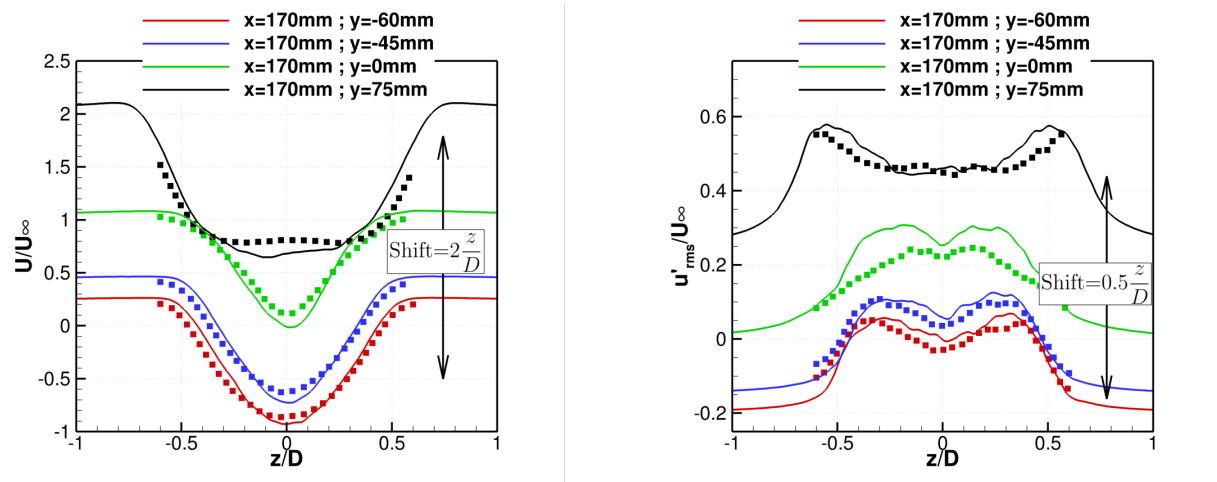 x=170mm ; y=-60mm
x=170mm ; y=-45mm
x=170mm ; y=0mm
x=170mm ; y=75mm
2.5
2
1.5
1
0.5
0
-0.5
-1
U/U∞
Shift=2 z/D
-1 -0.5 0 0.5 1
z/D
x=170mm ; y=-60mm
x=170mm ; y=-45mm
x=170mm ; y=0mm
x=170mm ; y=75mm
0.6
0.4
0.2
0
-0.2
u'rms/U∞
Shift=0.5 z/D
-1 -0.5 0 0.5 1
z/D